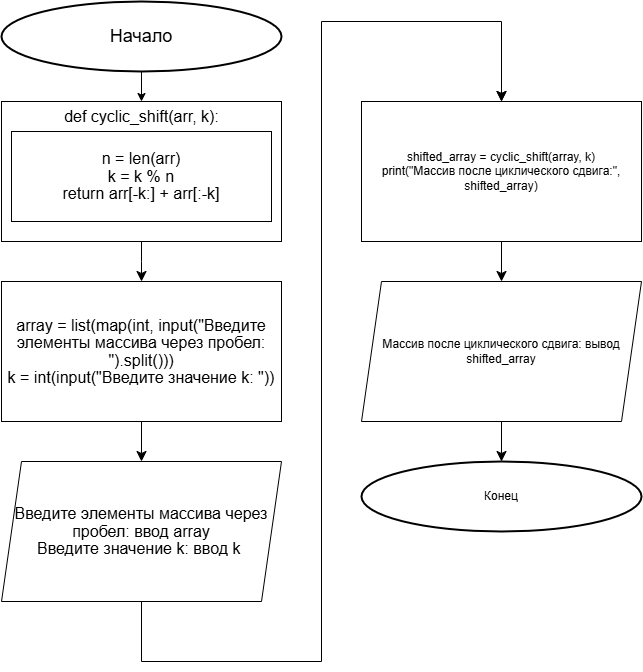 Начало
def cyclic_shift(arr, k):
n = len(arr)
k = k % n
return arr[-k:] + arr[:-k]
array = list(map(int, input("Введите
элементы массива через пробел:
").split()))
k = int(input("Введите значение k: "))
Введите элементы массива через
пробел: ввод array
Введите значение k: ввод k
shifted_array = cyclic_shift(array, k)
print("Массив после циклического сдвига:",
shifted_array)
Массив после циклического сдвига: вывод
shifted_array
Конец